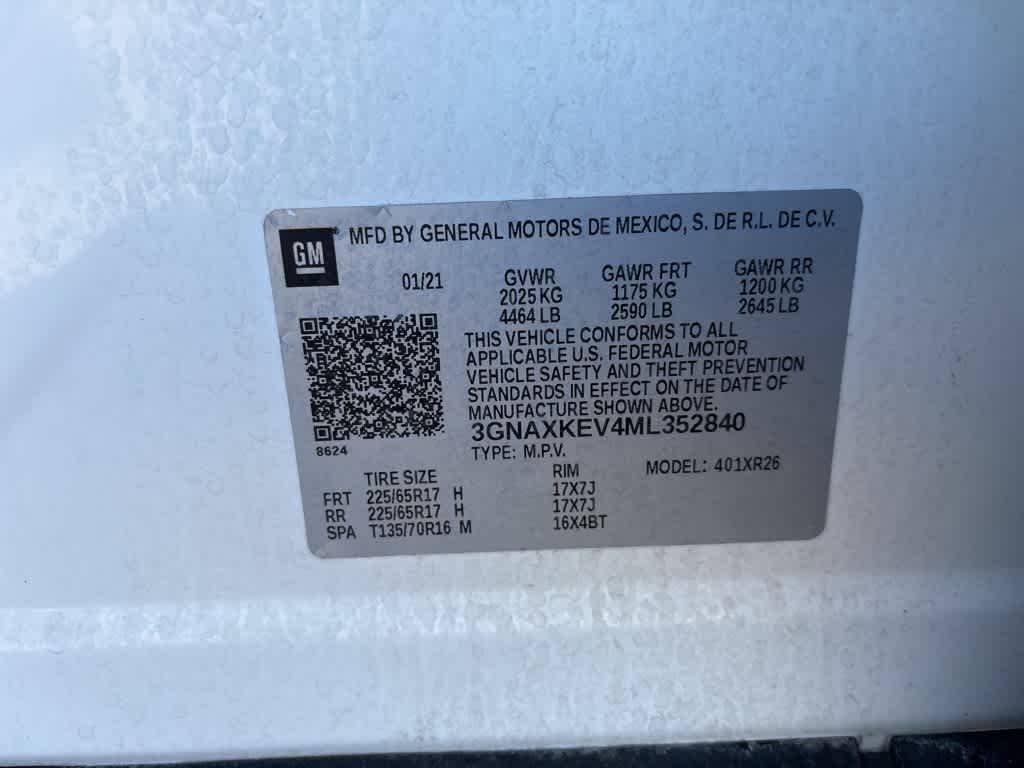 GM MFD BY GENERAL MOTORS DE MEXICO, S. DE R.L. DE C.V.
01/21 GVWR GAWR FRT GAWR RR
2025 KG 1175 KG 1200 KG
4464 LB 2590 LB 2645 LB
THIS VEHICLE CONFORMS TO ALL
APPLICABLE U.S. FEDERAL MOTOR
VEHICLE SAFETY AND THEFT PREVENTION
STANDARDS IN EFFECT ON THE DATE OF
MANUFACTURE SHOWN ABOVE.
3GNAXKEV4ML352840
8624 TYPE: M.P.V.
TIRE SIZE RIM MODEL: 401XR26
FRT 225/65R17 H 17X7J
RR 225/65R17 H 17X7J
SPA T135/70R16 M 16X4BT